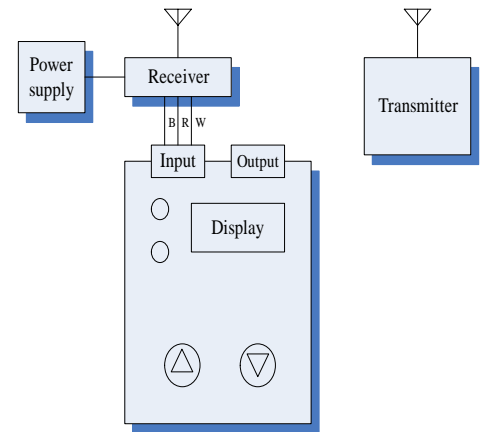 Power
supply
Receiver
Transmitter
B R W
Input
Output
Display